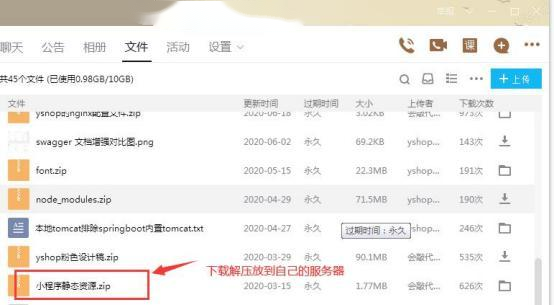 聊天 公告 相册 文件 活动 设置
共45个文件 (已使用0.98GB/10GB) 上传
文件 更新时间 过期时间 大小 上传者 下载次数
yshop的nginx配置文件.zip 2020-06-18 永久 3.02KB 会敲代... 973次
swagger 文档增强对比图.png 2020-06-02 永久 69.2KB yshop... 143次
font.zip 2020-05-15 永久 22.3MB yshop... 191次
node_modules.zip 2020-04-29 永久 71.5MB yshop... 190次
本地tomcat排除springboot内置tomcat.txt 2020-04-27 yshop... 246次
过期时间：永久
yshop粉色设计稿.zip 2020-03-29 永久 90.1MB yshop... 535次
下载解压放到自己的服务器
小程序静态资源.zip 2020-03-15 永久 1.77MB 会敲代... 626次